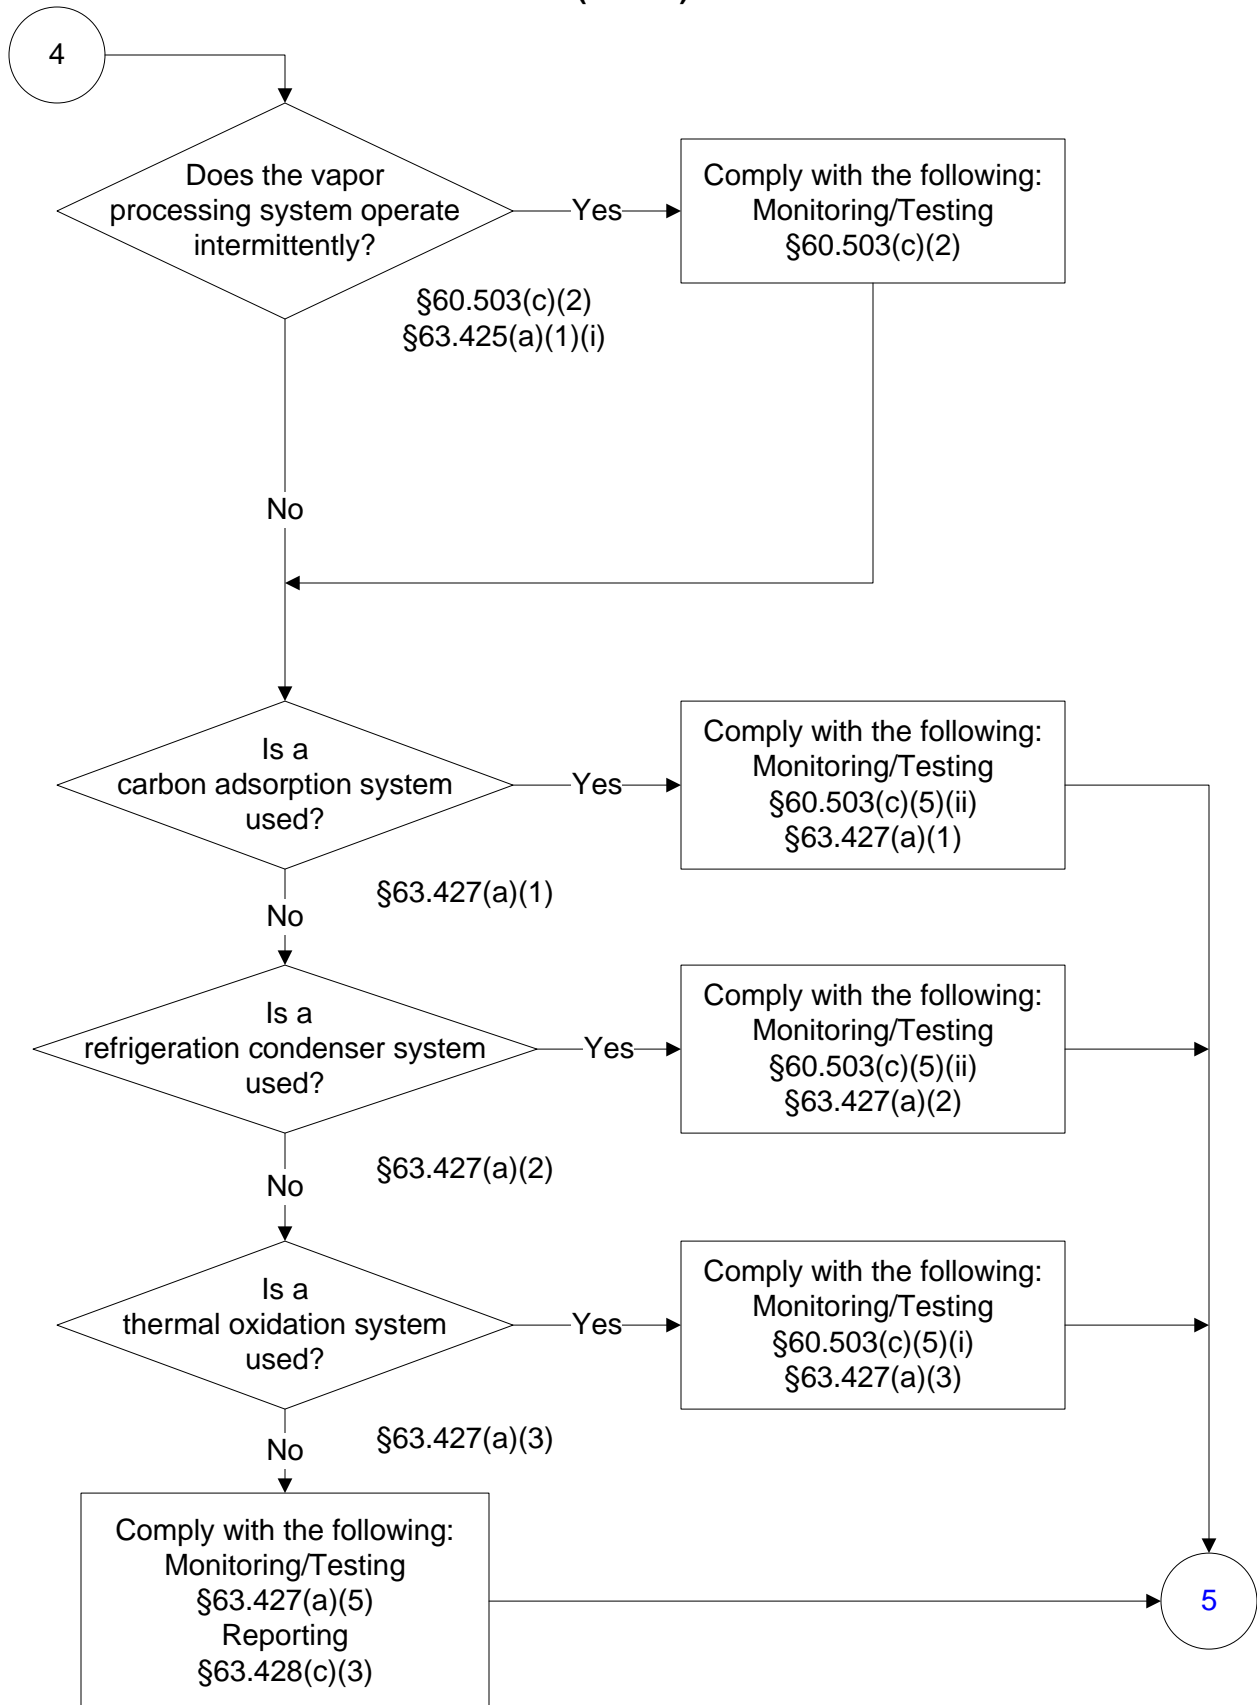 4
Does the vapor
processing system operate
intermittently?
Yes
Comply with the following:
Monitoring/Testing
§60.503(c)(2)
§60.503(c)(2)
§63.425(a)(1)(i)
No
Is a
carbon adsorption system
used?
Yes
Comply with the following:
Monitoring/Testing
§60.503(c)(5)(ii)
§63.427(a)(1)
§63.427(a)(1)
No
Is a
refrigeration condenser system
used?
Yes
Comply with the following:
Monitoring/Testing
§60.503(c)(5)(ii)
§63.427(a)(2)
§63.427(a)(2)
No
Is a
thermal oxidation system
used?
Yes
Comply with the following:
Monitoring/Testing
§60.503(c)(5)(i)
§63.427(a)(3)
§63.427(a)(3)
No
Comply with the following:
Monitoring/Testing
§63.427(a)(5)
Reporting
§63.428(c)(3)
5